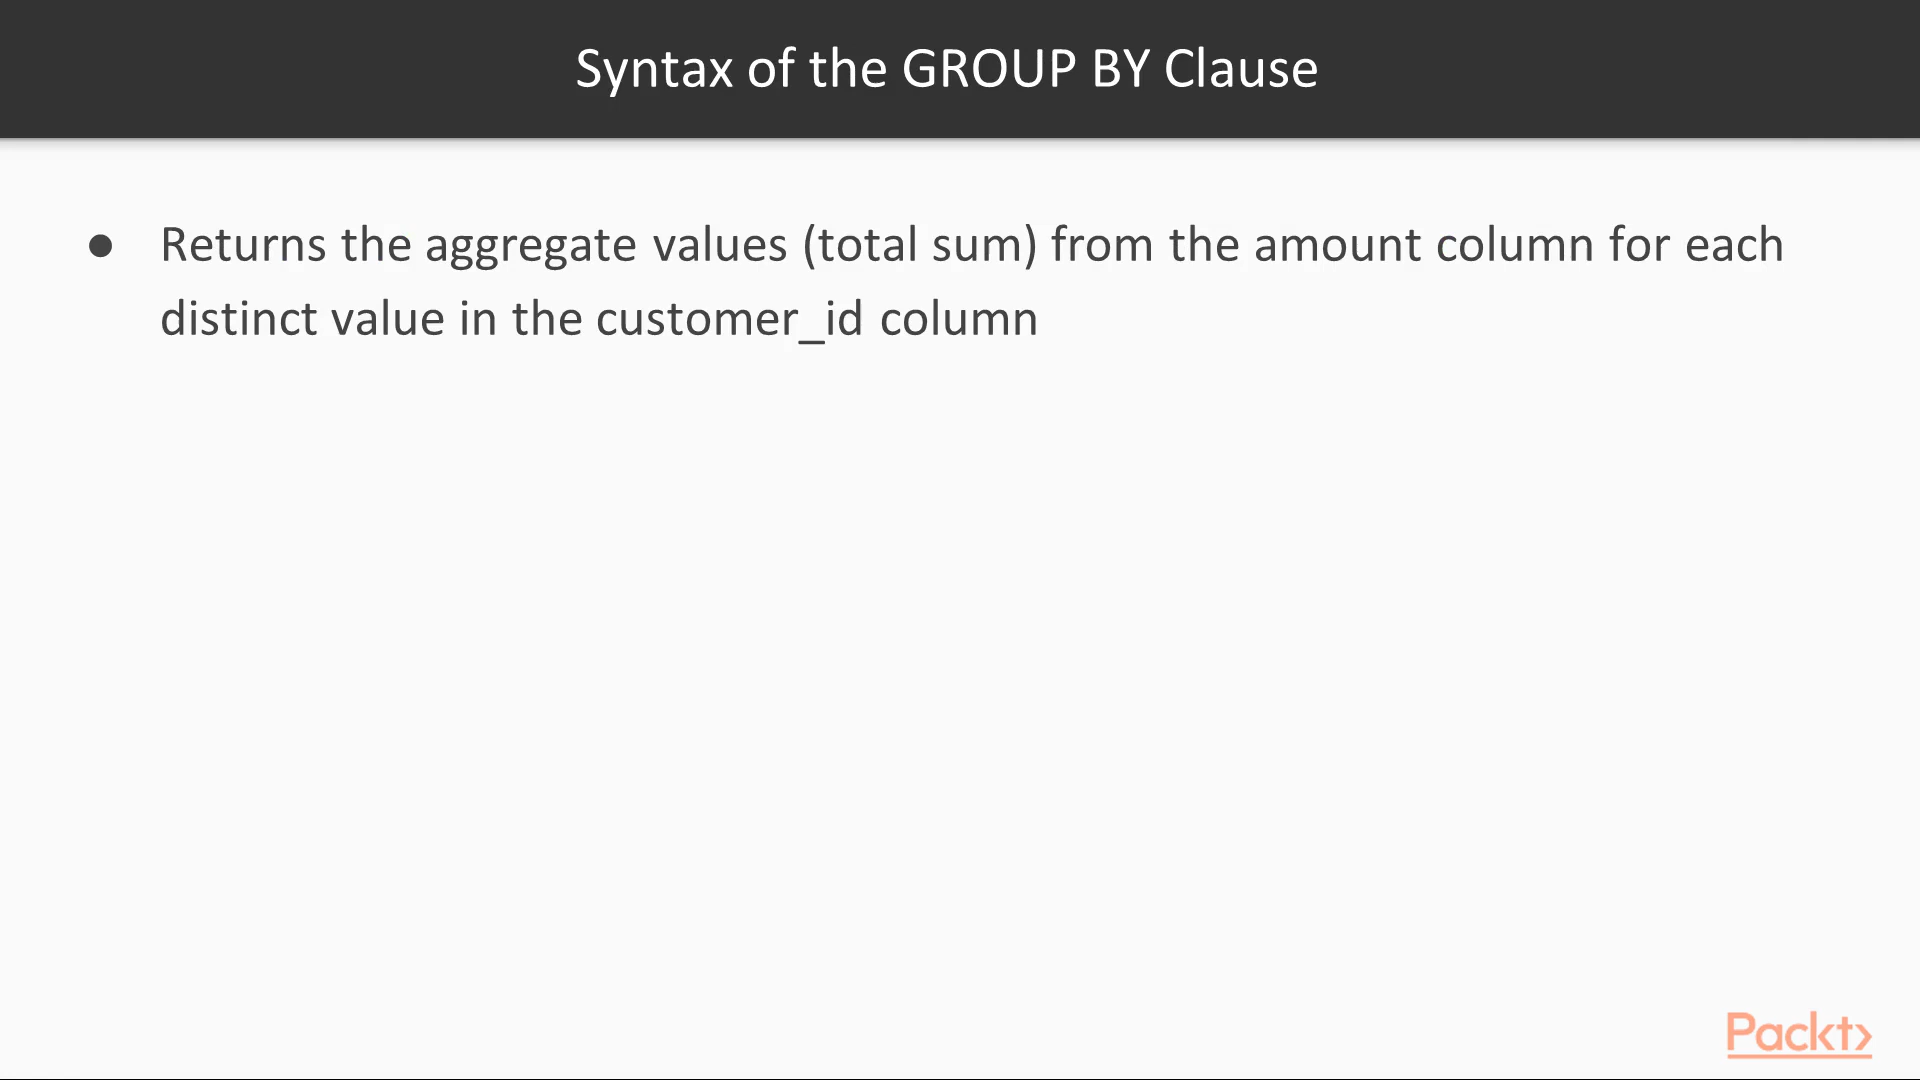 Syntax of the GROUP BY Clause
● Returns the aggregate values (total sum) from the amount column for each
distinct value in the customer_id column
Packt>